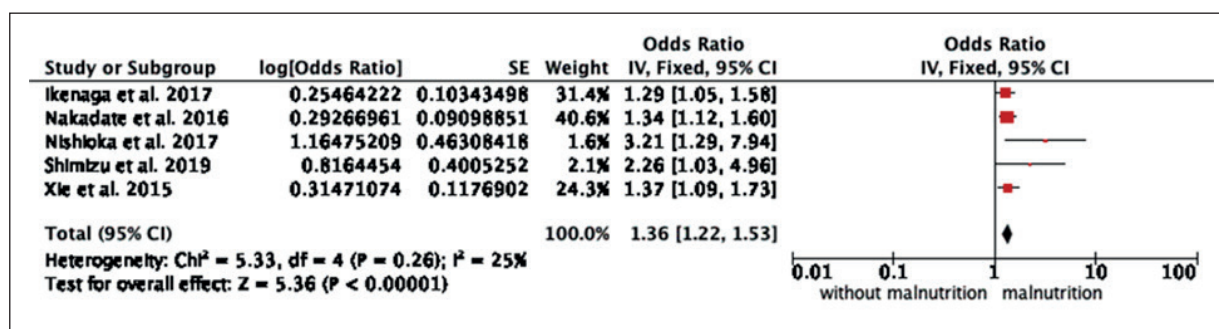 Odds Ratio Odds Ratio
Study or Subgroup log[Odds Ratio] SE Weight IV, Fixed, 95% CI IV, Fixed, 95% CI
Ikenaga et al. 2017 0.25464222 0.10343498 31.4% 1.29 [1.05, 1.58]
Nakadate et al. 2016 0.29266961 0.09098851 40.6% 1.34 [1.12, 1.60]
Nishioka et al. 2017 1.16475209 0.46308418 1.6% 3.21 [1.29, 7.94]
Shimizu et al. 2019 0.8164454 0.4005252 2.1% 2.26 [1.03, 4.96]
Xie et al. 2015 0.31471074 0.1176902 24.3% 1.37 [1.09, 1.73]
Total (95% CI) 100.0% 1.36 [1.22, 1.53]
Heterogeneity: Chi² = 5.33, df = 4 (P = 0.26); I² = 25%
Test for overall effect: Z = 5.36 (P < 0.00001)
0.01 0.1 1 10 100
without malnutrition malnutrition